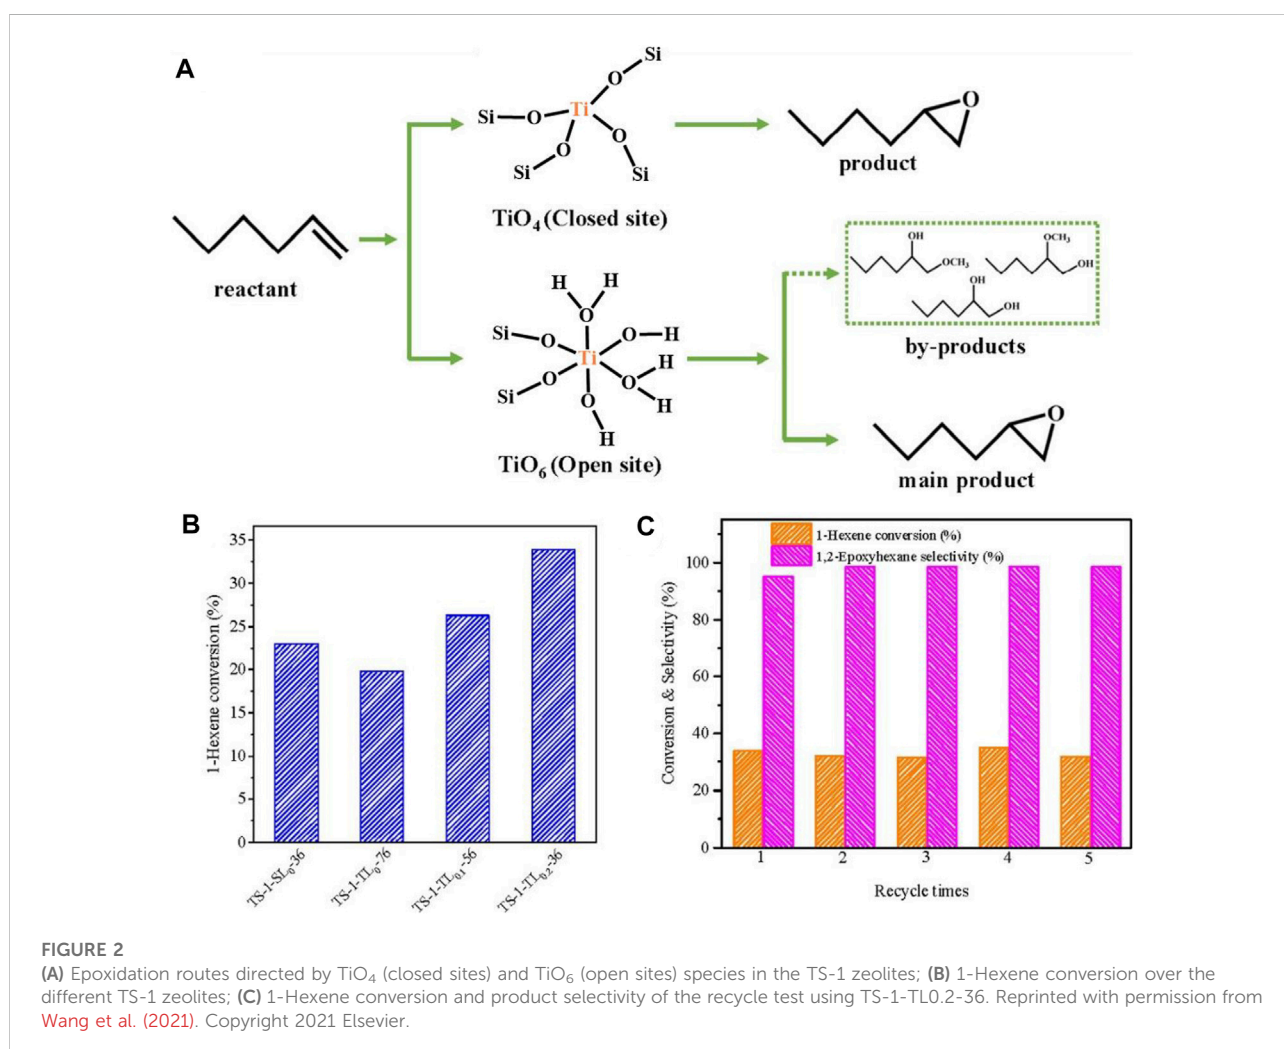 A
Si
O
Si
O
Ti
O
O
Si
Si
TiO4 (Closed site)
O
product
reactant
H
H
O
Si
O
O
H
Ti
H
Si
O
O
O
H
H
TiO6 (Open site)
OH
OCH3
OCH3
OH
OH
OH
by-products
O
main product
B
1-Hexene conversion (%)
35
30
25
20
15
10
5
0
TS-1-SL0-36
TS-1-TL0-76
TS-1-TL0.1-56
TS-1-TL0.2-36
C
1-Hexene conversion (%)
1,2-Epoxyhexane selectivity (%)
Conversion & Selectivity (%)
100
80
60
40
20
0
1 2 3 4 5
Recycle times
FIGURE 2
(A) Epoxidation routes directed by TiO4 (closed sites) and TiO6 (open sites) species in the TS-1 zeolites; (B) 1-Hexene conversion over the
different TS-1 zeolites; (C) 1-Hexene conversion and product selectivity of the recycle test using TS-1-TL0.2-36. Reprinted with permission from
Wang et al. (2021). Copyright 2021 Elsevier.